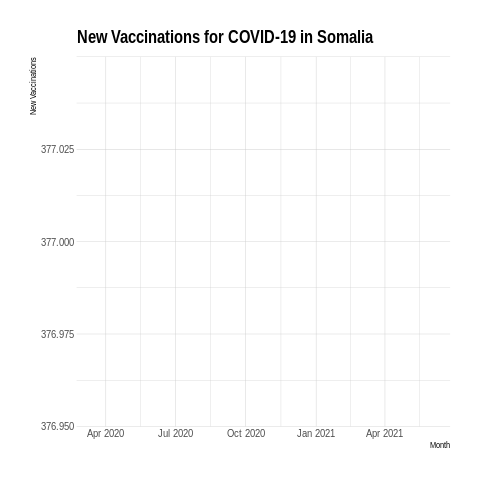 New Vaccinations for COVID-19 in Somalia
New Vaccinations
377.025
377.000
376.975
376.950
Apr 2020 Jul 2020 Oct 2020 Jan 2021 Apr 2021
Month